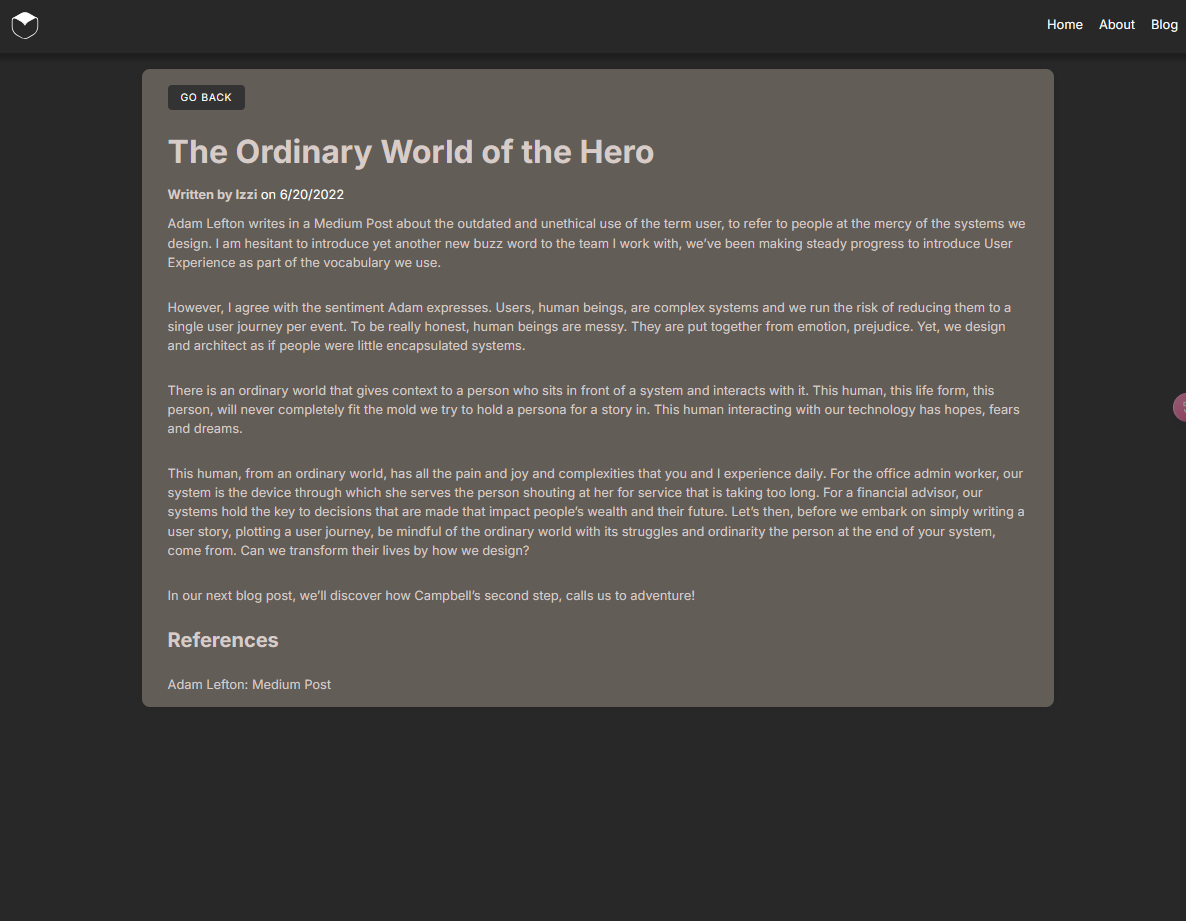 Home About Blog
GO BACK
The Ordinary World of the Hero
Written by Izzi on 6/20/2022
Adam Lefton writes in a Medium Post about the outdated and unethical use of the term user, to refer to people at the mercy of the systems we
design. I am hesitant to introduce yet another new buzz word to the team I work with, we’ve been making steady progress to introduce User
Experience as part of the vocabulary we use.
However, I agree with the sentiment Adam expresses. Users, human beings, are complex systems and we run the risk of reducing them to a
single user journey per event. To be really honest, human beings are messy. They are put together from emotion, prejudice. Yet, we design
and architect as if people were little encapsulated systems.
There is an ordinary world that gives context to a person who sits in front of a system and interacts with it. This human, this life form, this
person, will never completely fit the mold we try to hold a persona for a story in. This human interacting with our technology has hopes, fears
and dreams.
This human, from an ordinary world, has all the pain and joy and complexities that you and I experience daily. For the office admin worker, our
system is the device through which she serves the person shouting at her for service that is taking too long. For a financial advisor, our
systems hold the key to decisions that are made that impact people’s wealth and their future. Let’s then, before we embark on simply writing a
user story, plotting a user journey, be mindful of the ordinary world with its struggles and ordinarity the person at the end of your system,
come from. Can we transform their lives by how we design?
In our next blog post, we’ll discover how Campbell’s second step, calls us to adventure!
References
Adam Lefton: Medium Post